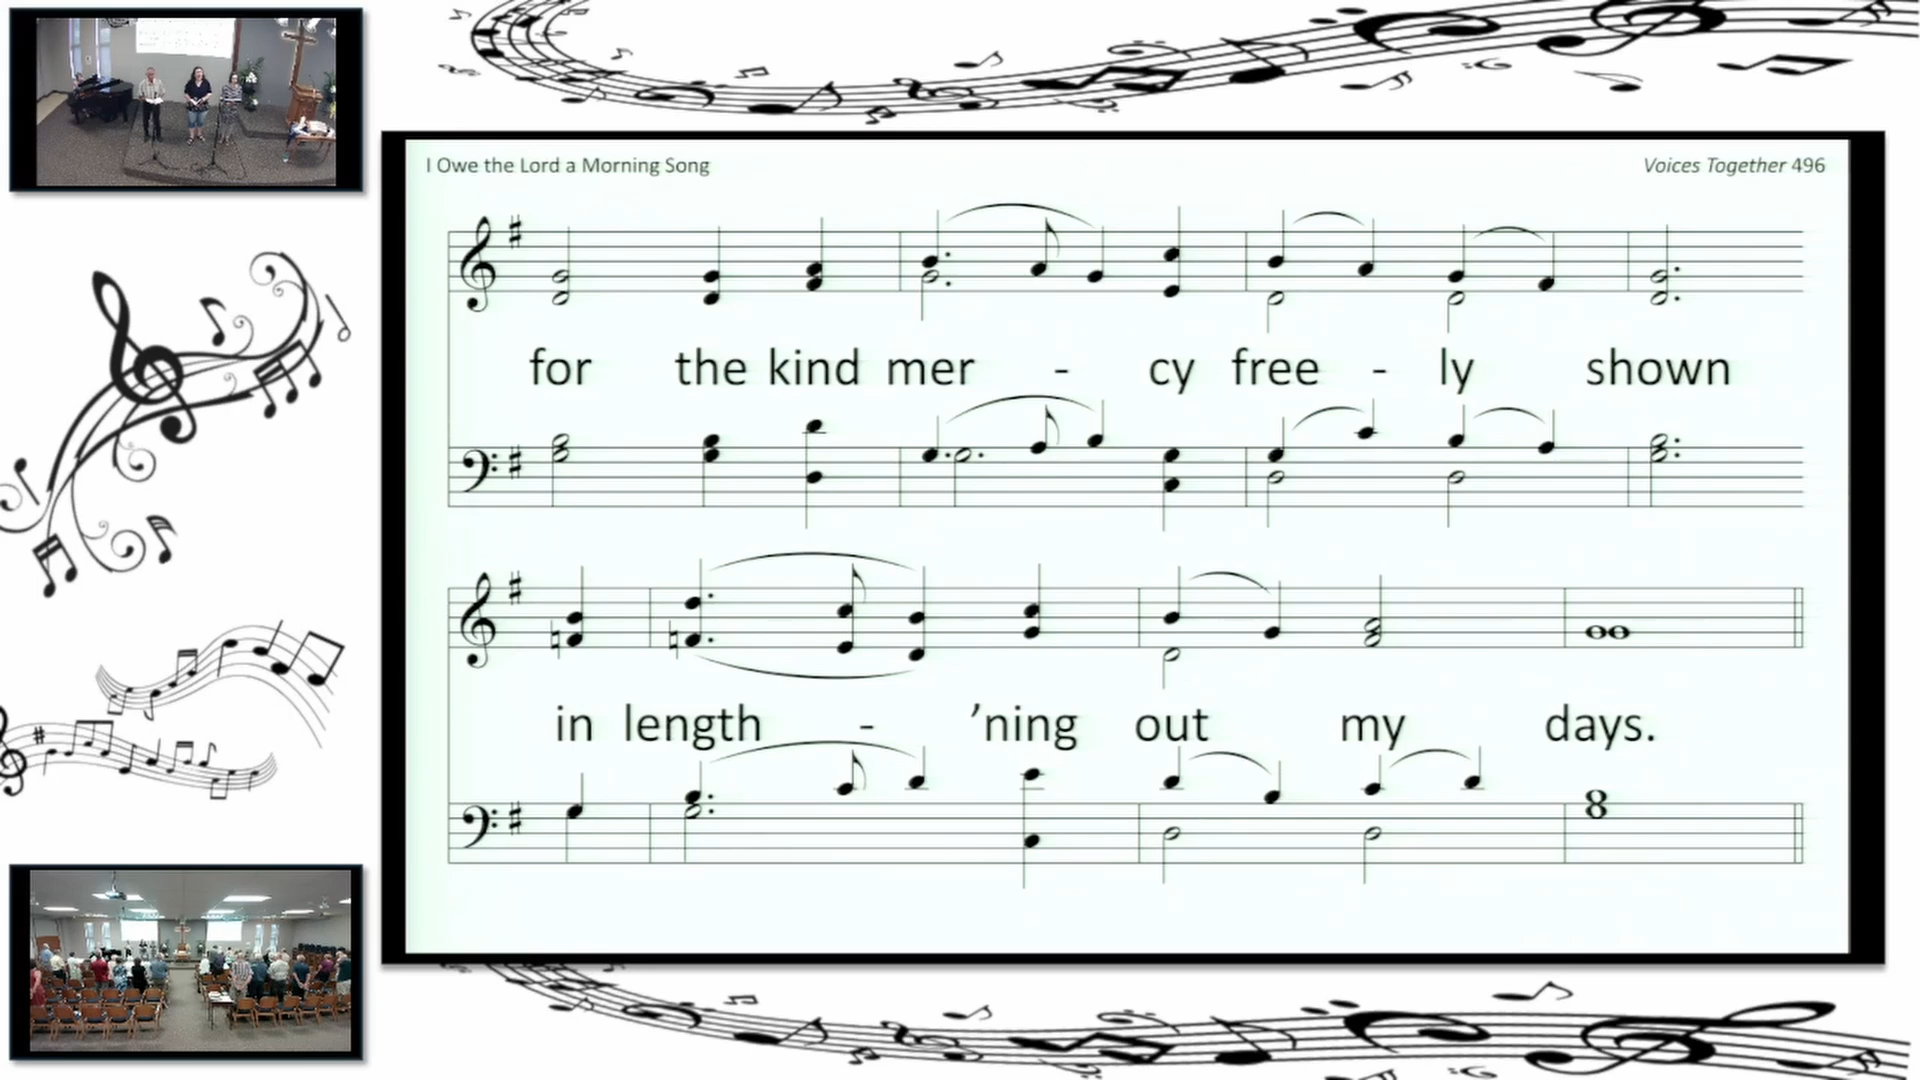 I Owe the Lord a Morning Song
Voices Together 496
for the kind mer - cy free - ly shown
in length - ’ning out my days.